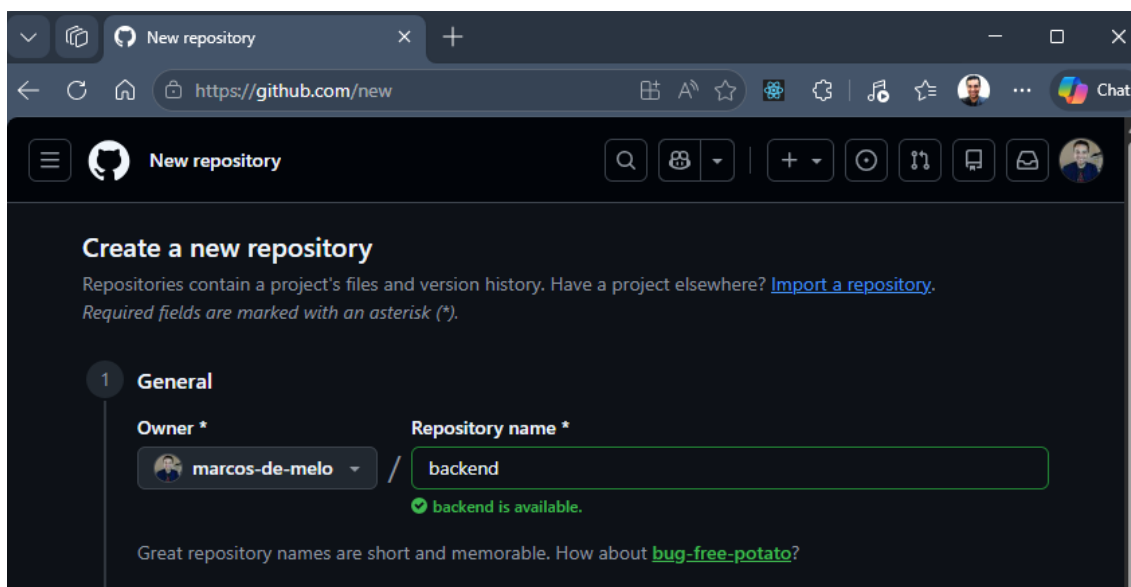 New repository
https://github.com/new
Chat
New repository
Create a new repository
Repositories contain a project's files and version history. Have a project elsewhere? Import a repository.
Required fields are marked with an asterisk (*).
1 General
Owner * Repository name *
marcos-de-melo / backend
backend is available.
Great repository names are short and memorable. How about bug-free-potato?